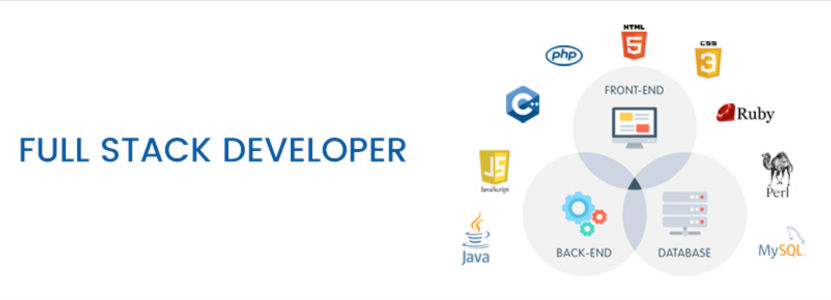 FULL STACK DEVELOPER
HTML
5
php
CSS
3
C++
FRONT-END
Ruby
JS
JavaScript
Perl
Java
BACK-END
DATABASE
MySQL